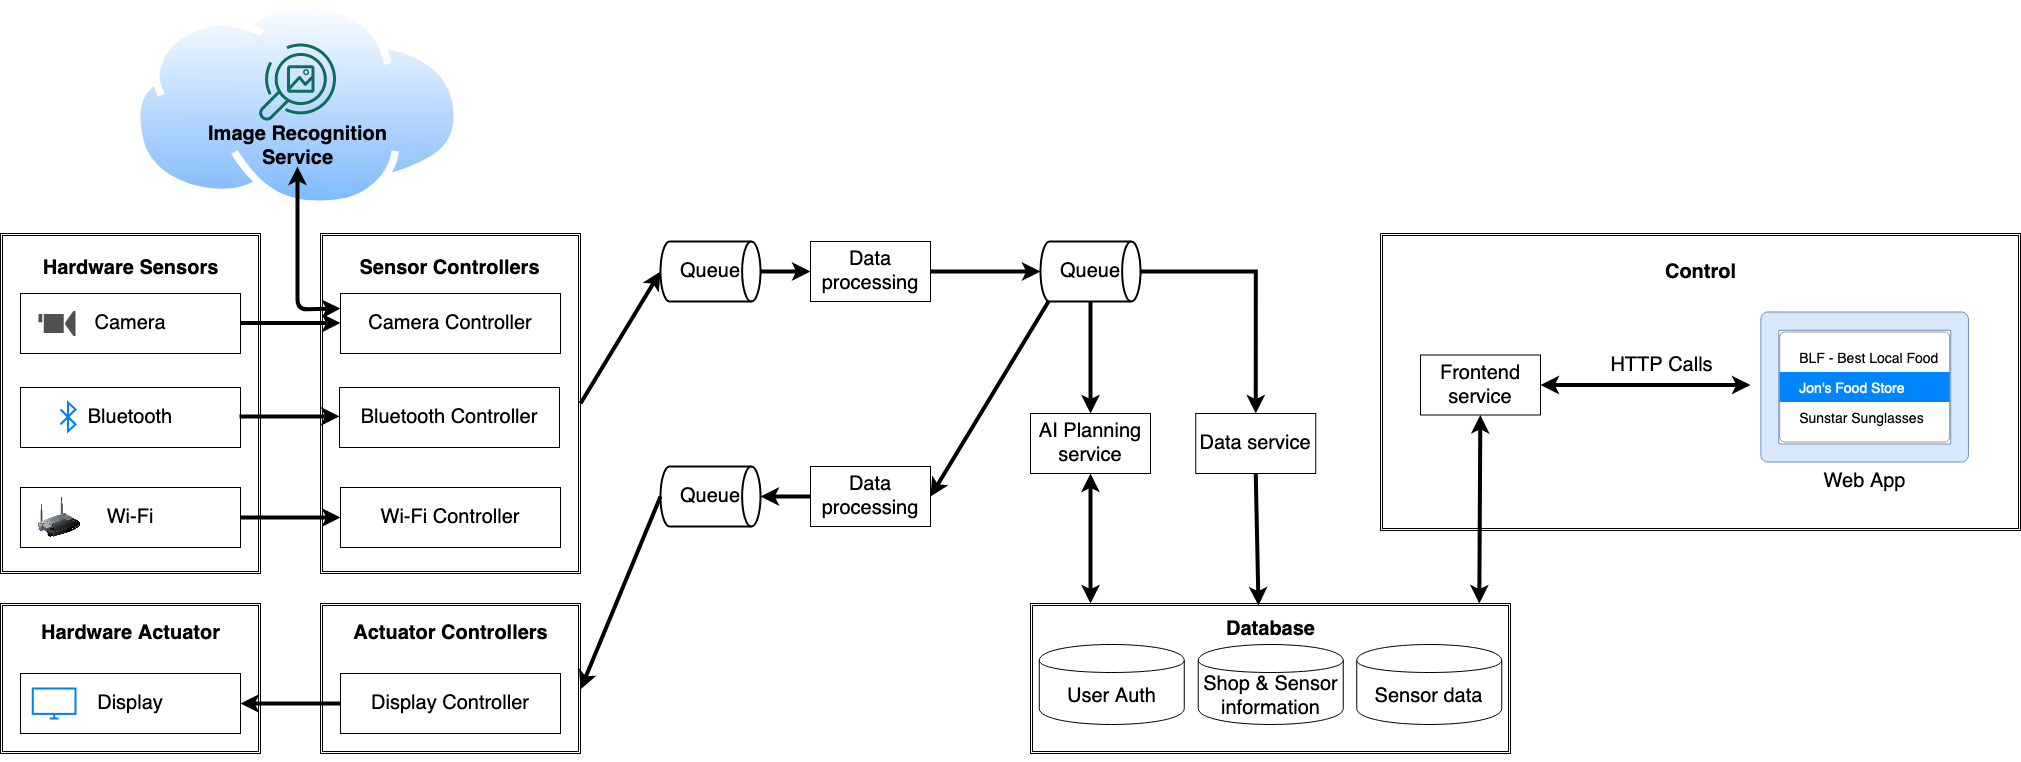 Image Recognition
Service
Hardware Sensors
Camera
Bluetooth
Wi-Fi
Sensor Controllers
Camera Controller
Bluetooth Controller
Wi-Fi Controller
Hardware Actuator
Display
Actuator Controllers
Display Controller
Queue
Data
processing
Queue
Queue
Data
processing
AI Planning
service
Data service
Database
User Auth
Shop & Sensor
information
Sensor data
Control
Frontend
service
HTTP Calls
BLF - Best Local Food
Jon's Food Store
Sunstar Sunglasses
Web App